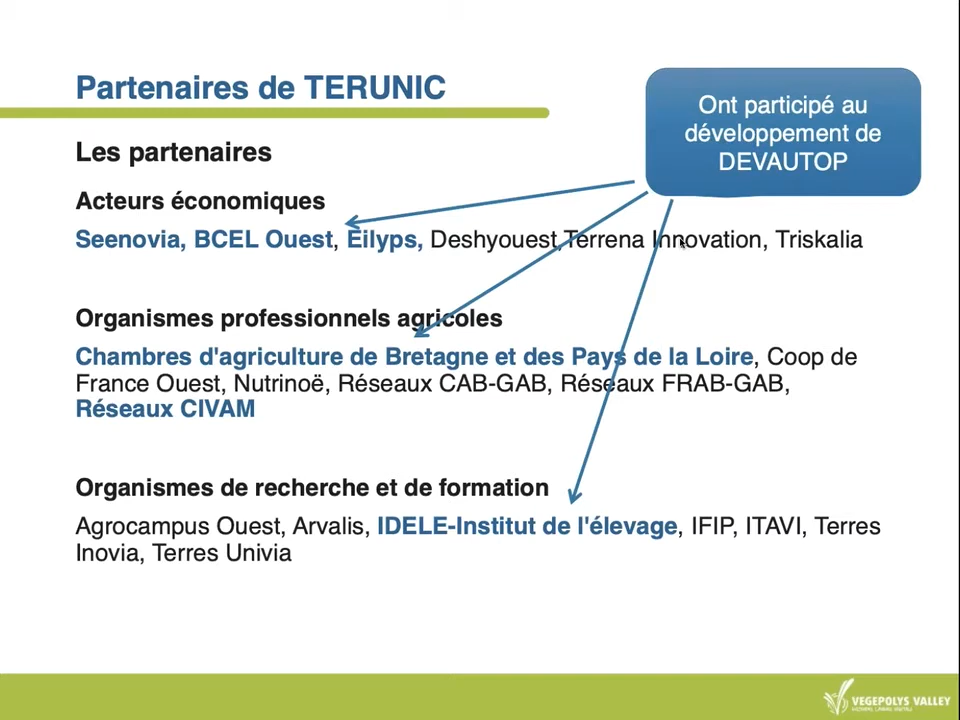 Partenaires de TERUNIC
Ont participé au
développement de
DEVAUTOP
Les partenaires
Acteurs économiques
Seenovia, BCEL Ouest, Eilyps, Deshyouest,Terrena Innovation, Triskalia
Organismes professionnels agricoles
Chambres d'agriculture de Bretagne et des Pays de la Loire, Coop de
France Ouest, Nutrinoë, Réseaux CAB-GAB, Réseaux FRAB-GAB,
Réseaux CIVAM
Organismes de recherche et de formation
Agrocampus Ouest, Arvalis, IDELE-Institut de l'élevage, IFIP, ITAVI, Terres
Inovia, Terres Univia
VEGEPOLYS VALLEY